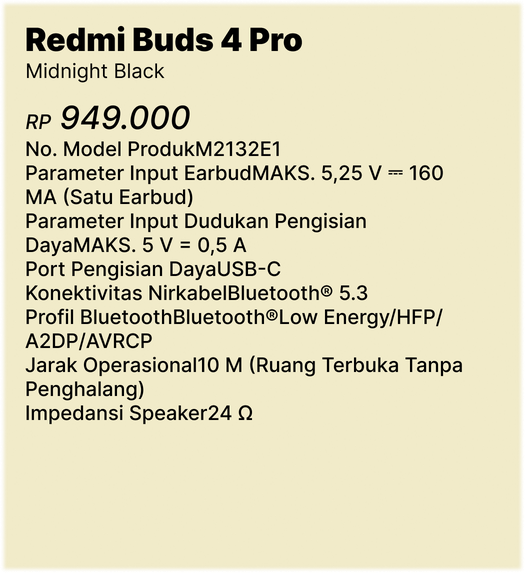 Redmi Buds 4 Pro
Midnight Black
RP 949.000
No. Model ProdukM2132E1
Parameter Input EarbudMAKS. 5,25 V ⎓ 160
MA (Satu Earbud)
Parameter Input Dudukan Pengisian
DayaMAKS. 5 V = 0,5 A
Port Pengisian DayaUSB-C
Konektivitas NirkabelBluetooth® 5.3
Profil BluetoothBluetooth®Low Energy/HFP/
A2DP/AVRCP
Jarak Operasional10 M (Ruang Terbuka Tanpa
Penghalang)
Impedansi Speaker24 Ω